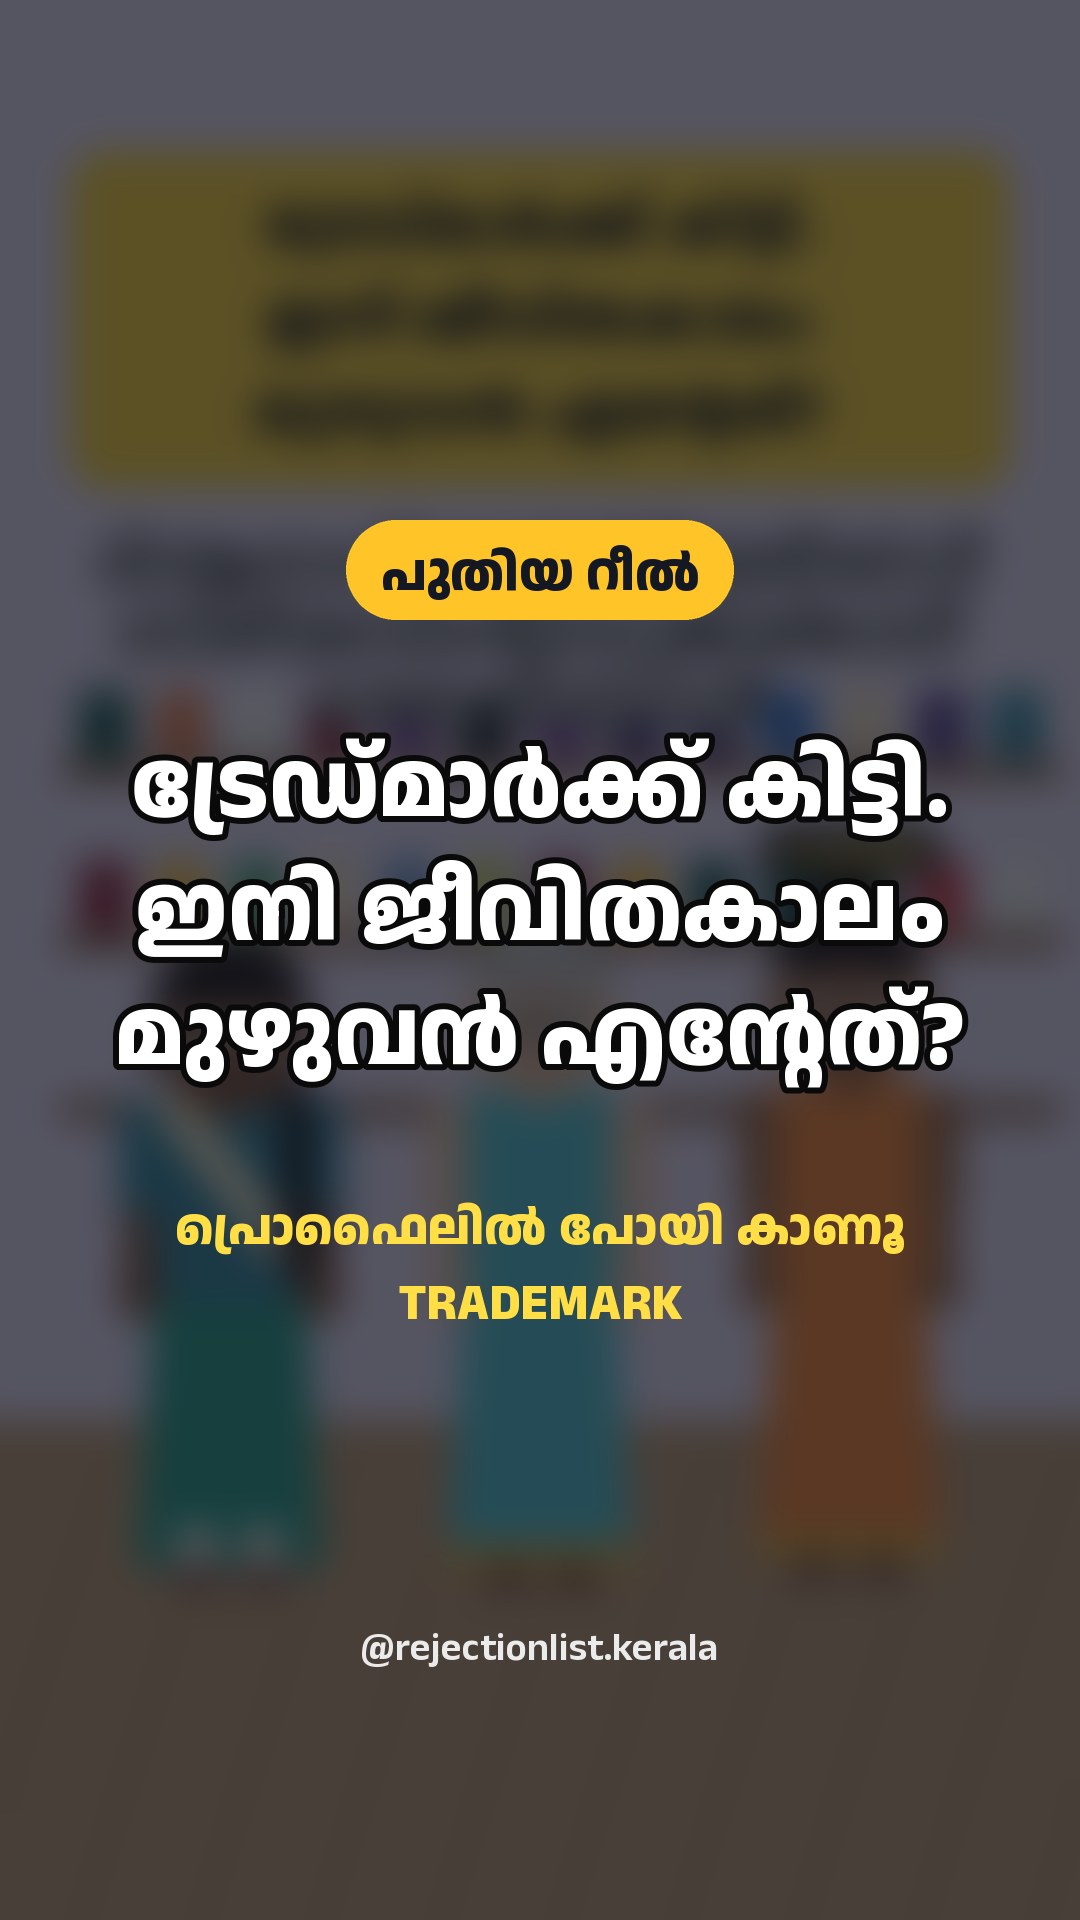 പുതിയ റീൽ
ട്രേഡ്മാർക്ക് കിട്ടി.
ഇനി ജീവിതകാലം
മുഴുവൻ എന്റേത്?
പ്രൊഫൈലിൽ പോയി കാണൂ
TRADEMARK
@rejectionlist.kerala